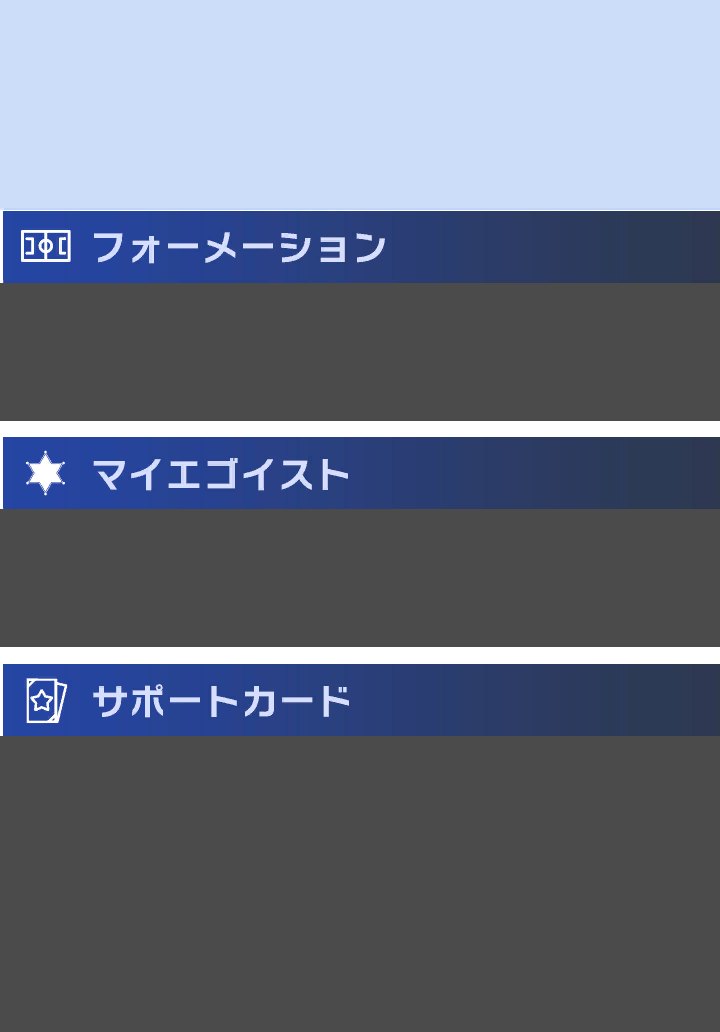 フォーメーション
マイエゴイスト
サポートカード